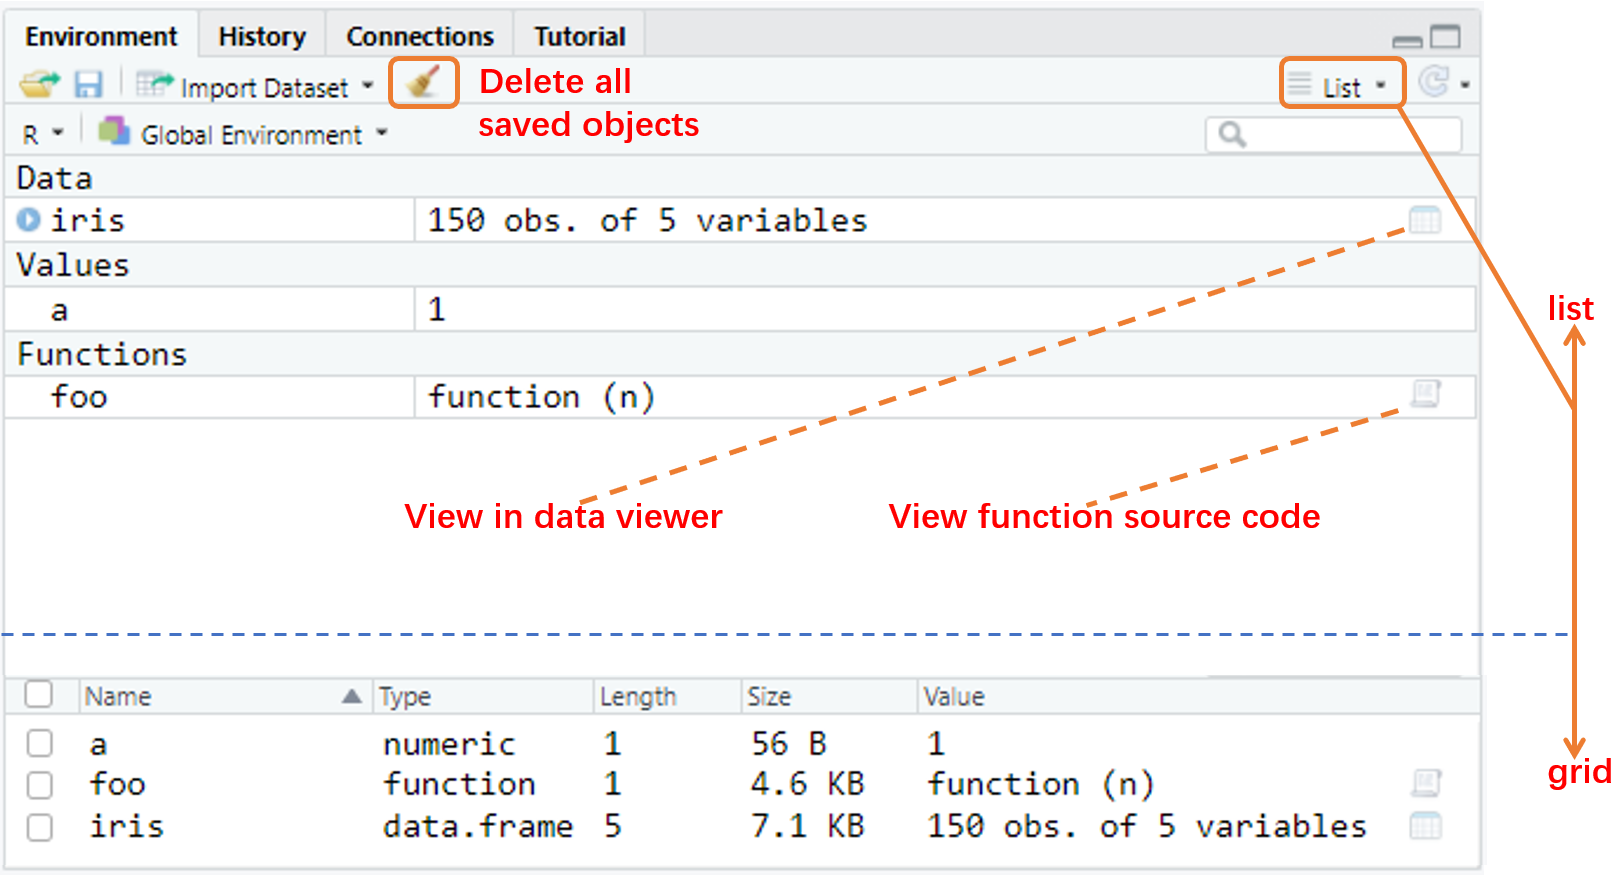 Environment History Connections Tutorial
Import Dataset
Delete all
saved objects
List
R Global Environment
Data
iris 150 obs. of 5 variables
Values
a 1
list
Functions
foo function (n)
View in data viewer View function source code
Name Type Length Size Value
a numeric 1 56 B 1
grid
foo function 1 4.6 KB function (n)
iris data.frame 5 7.1 KB 150 obs. of 5 variables